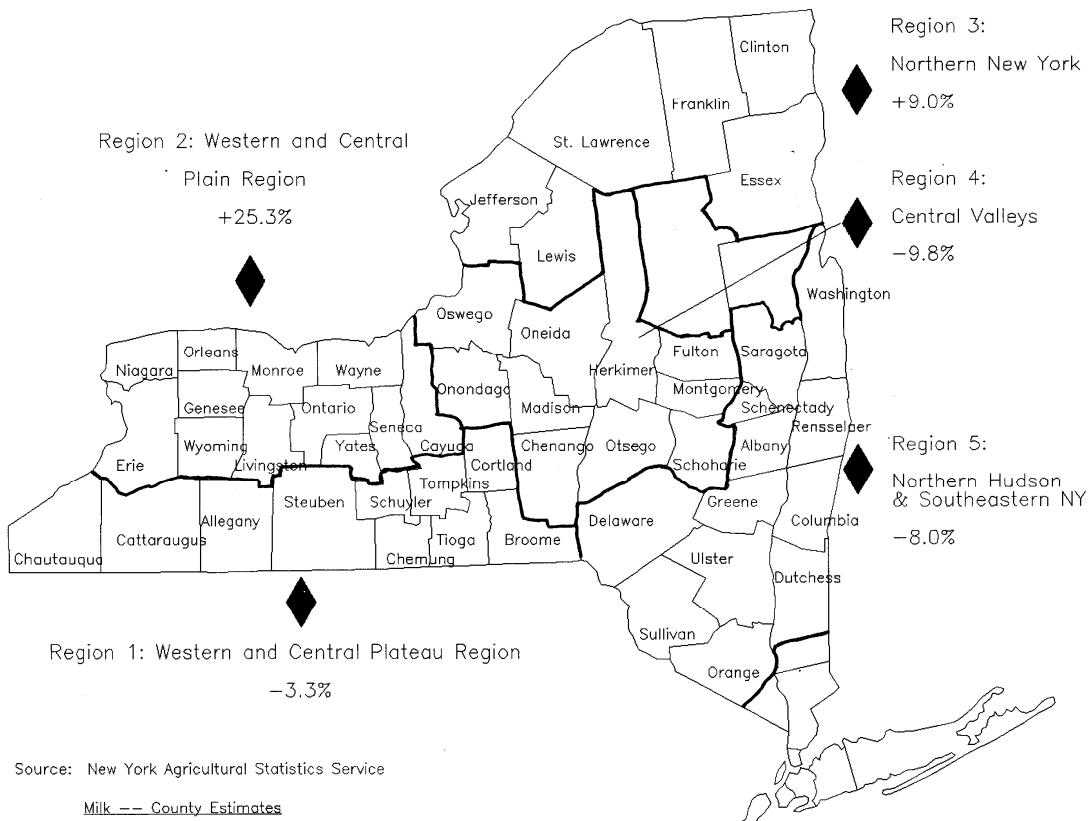 Region 3:
Northern New York
+9.0%
Region 4:
Central Valleys
−9.8%
Region 5:
Northern Hudson
& Southeastern NY
−8.0%
Region 2: Western and Central
Plain Region
+25.3%
Region 1: Western and Central Plateau Region
−3.3%
Clinton
Franklin
St. Lawrence
Essex
Jefferson
Lewis
Washington
Oswego
Oneida
Herkimer
Fulton
Saragota
Montgomery
Schenectady
Rensselaer
Niagara
Orleans
Monroe
Wayne
Onondaga
Madison
Genesee
Ontario
Seneca
Cayuga
Wyoming
Livingston
Yates
Erie
Chenango
Otsego
Schoharie
Albany
Cortland
Tompkins
Steuben
Schuyler
Allegany
Cattaraugus
Chautauqua
Chemung
Tioga
Broome
Delaware
Greene
Columbia
Ulster
Dutchess
Sullivan
Orange
Source: New York Agricultural Statistics Service
Milk −− County Estimates